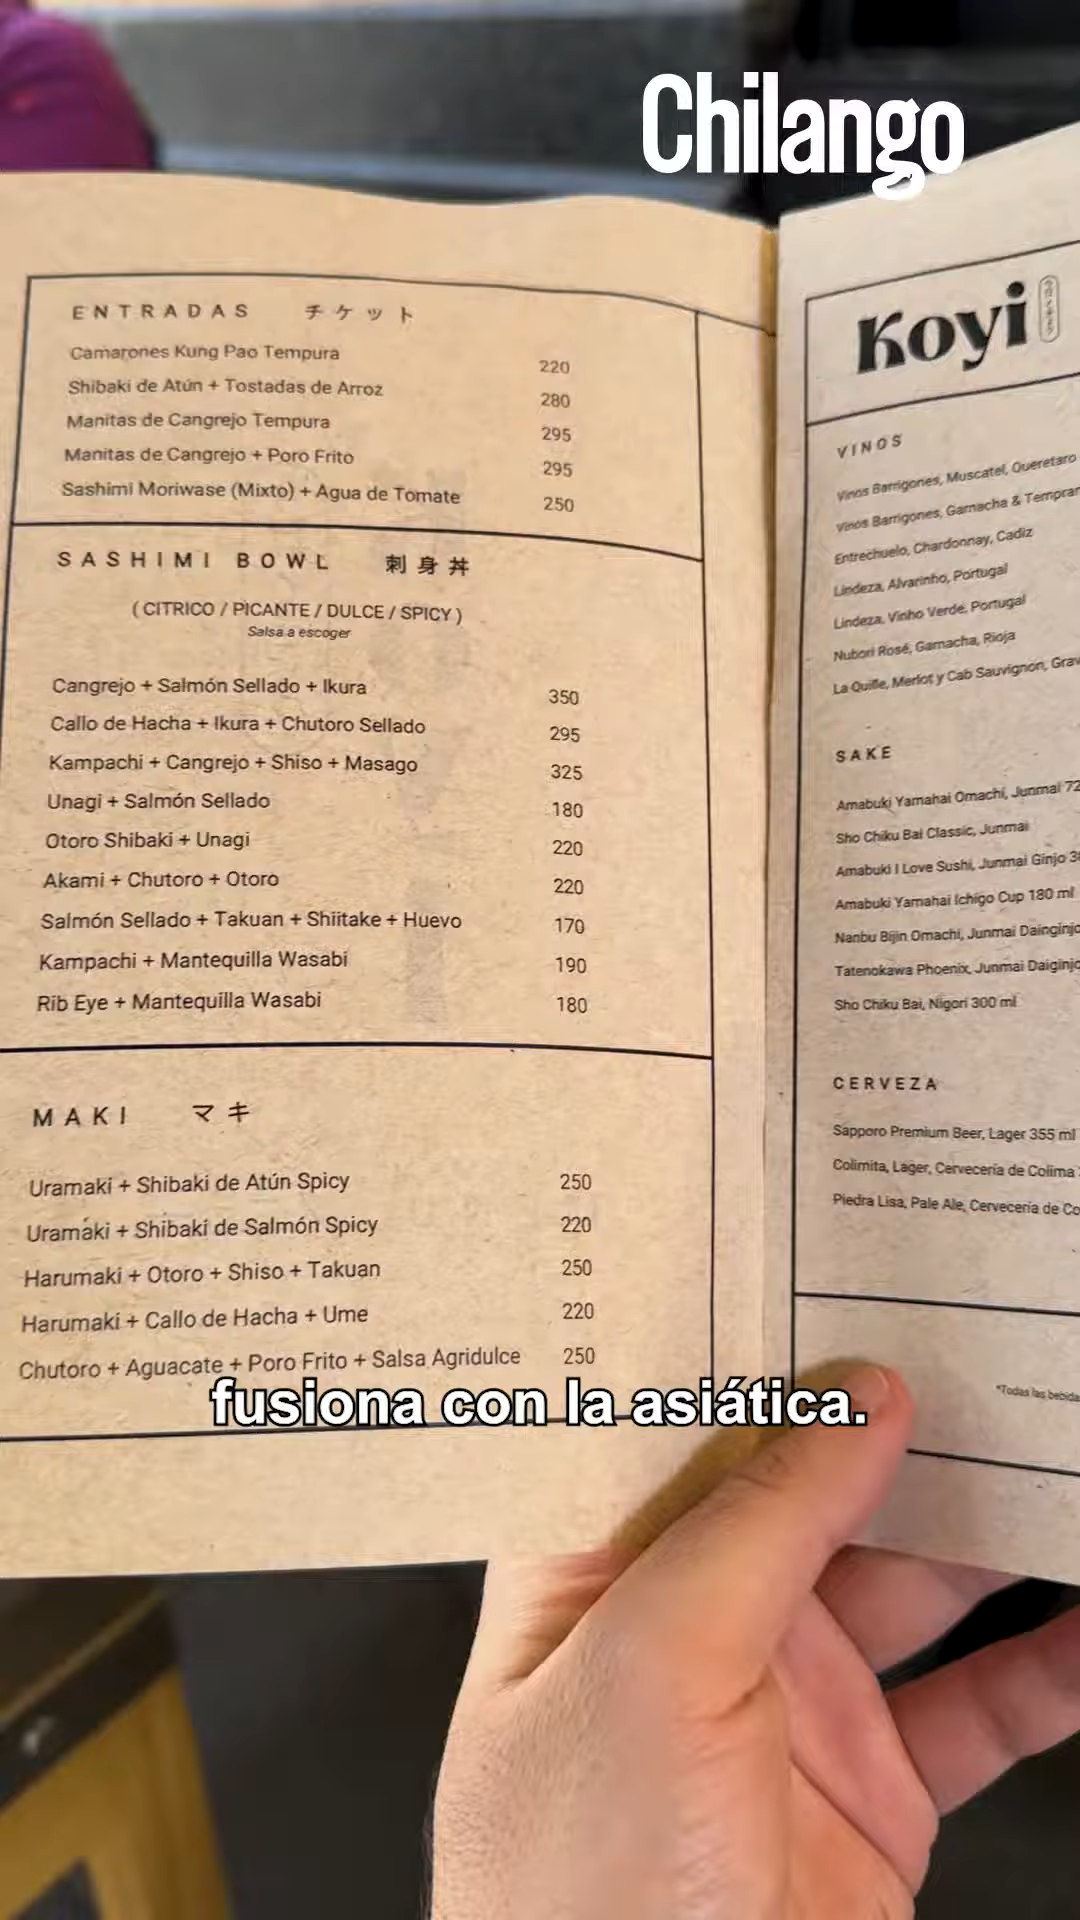 Chilango
ENTRADAS チケット
Camarones Kung Pao Tempura 220
Shibaki de Atún + Tostadas de Arroz 280
Manitas de Cangrejo Tempura 295
Manitas de Cangrejo + Poro Frito 295
Sashimi Moriwase (Mixto) + Agua de Tomate 250
SASHIMI BOWL 刺身丼
( CITRICO / PICANTE / DULCE / SPICY )
Salsa a escoger
Cangrejo + Salmón Sellado + Ikura 350
Callo de Hacha + Ikura + Chutoro Sellado 295
Kampachi + Cangrejo + Shiso + Masago 325
Unagi + Salmón Sellado 180
Otoro Shibaki + Unagi 220
Akami + Chutoro + Otoro 220
Salmón Sellado + Takuan + Shiitake + Huevo 170
Kampachi + Mantequilla Wasabi 190
Rib Eye + Mantequilla Wasabi 180
MAKI マキ
Uramaki + Shibaki de Atún Spicy 250
Uramaki + Shibaki de Salmón Spicy 220
Harumaki + Otoro + Shiso + Takuan 250
Harumaki + Callo de Hacha + Ume 220
Chutoro + Aguacate + Poro Frito + Salsa Agridulce 250
Koyi
VINOS
Vinos Barrigones, Muscatel, Queretaro
Vinos Barrigones, Garnacha &
Entrechuelo, Chardonnay, Cadiz
Lindeza, Alvarinho, Portugal
Lindeza, Vinho Verde, Portugal
Nubori Rosé, Garnacha, Rioja
La Quille, Merlot y Cab Sauvignon,
SAKE
Amabuki Yamahai Omachi, Junmai
Sho Chiku Bai Classic, Junmai
Amabuki I Love Sushi, Junmai Ginjo
Amabuki Yamahai Ichigo Cup 180 ml
Nanbu Bijin Omachi, Junmai
Tatenokawa Phoenix, Junmai
Sho Chiku Bai, Nigori 300 ml
CERVEZA
Sapporo Premium Beer, Lager 355 ml
Colimita, Lager, Cervecería de Colima
Piedra Lisa, Pale Ale, Cervecería de
*Todas las
fusiona con la asiática.